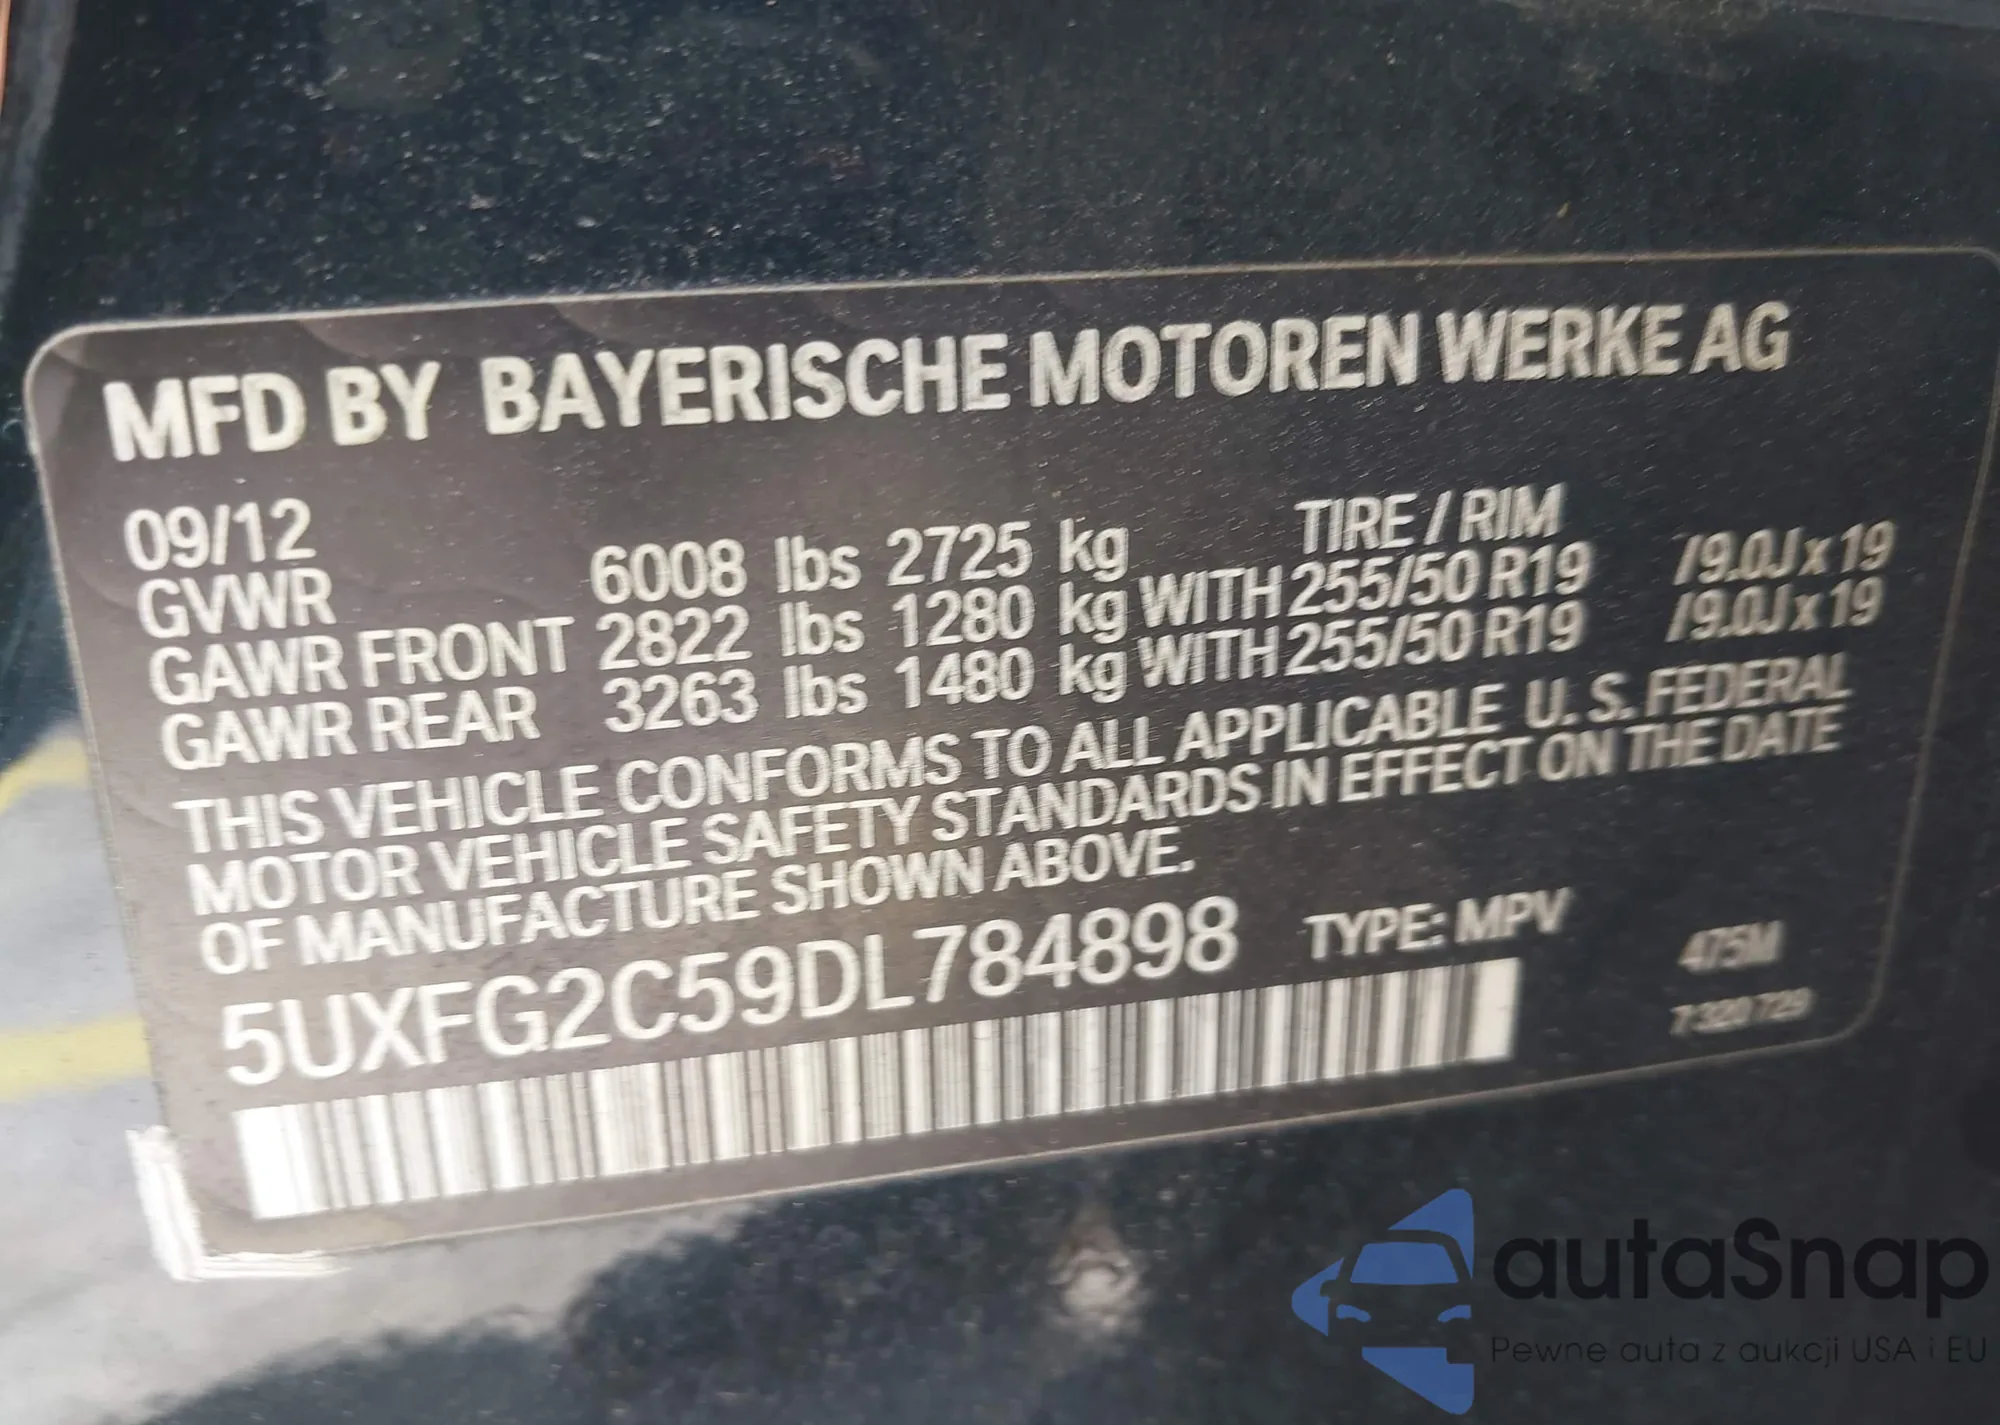 MFD BY BAYERISCHE MOTOREN WERKE AG
09/12 TIRE / RIM
GVWR 6008 lbs 2725 kg
GAWR FRONT 2822 lbs 1280 kg WITH 255/50 R19 /9.0J x 19
GAWR REAR 3263 lbs 1480 kg WITH 255/50 R19 /9.0J x 19
THIS VEHICLE CONFORMS TO ALL APPLICABLE U. S. FEDERAL
MOTOR VEHICLE SAFETY STANDARDS IN EFFECT ON THE DATE
OF MANUFACTURE SHOWN ABOVE.
5UXFG2C59DL784898 TYPE: MPV 475M
7 320 729
autaSnap
Pewne auta z aukcji USA i EU